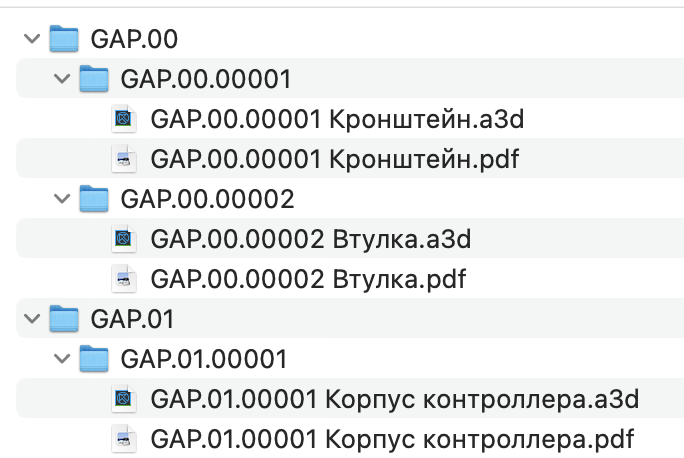 GAP.00
GAP.00.00001
GAP.00.00001 Кронштейн.a3d
GAP.00.00001 Кронштейн.pdf
GAP.00.00002
GAP.00.00002 Втулка.a3d
GAP.00.00002 Втулка.pdf
GAP.01
GAP.01.00001
GAP.01.00001 Корпус контроллера.a3d
GAP.01.00001 Корпус контроллера.pdf